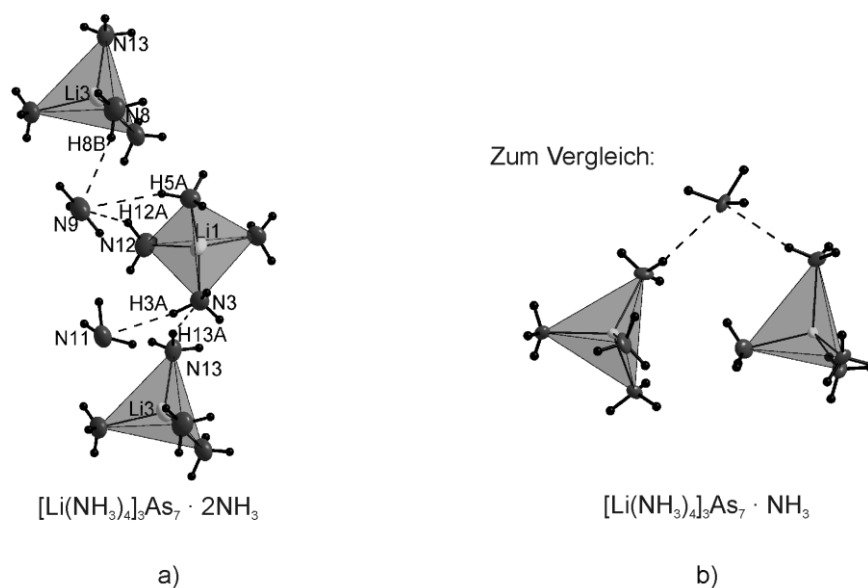 N13
Li3
N8
H8B
Zum Vergleich:
H5A
N9
H12A
N12
Li1
H3A
N3
N11
H13A
N13
Li3
[Li(NH₃)₄]₃As₇ · 2NH₃
[Li(NH₃)₄]₃As₇ · NH₃
a)
b)